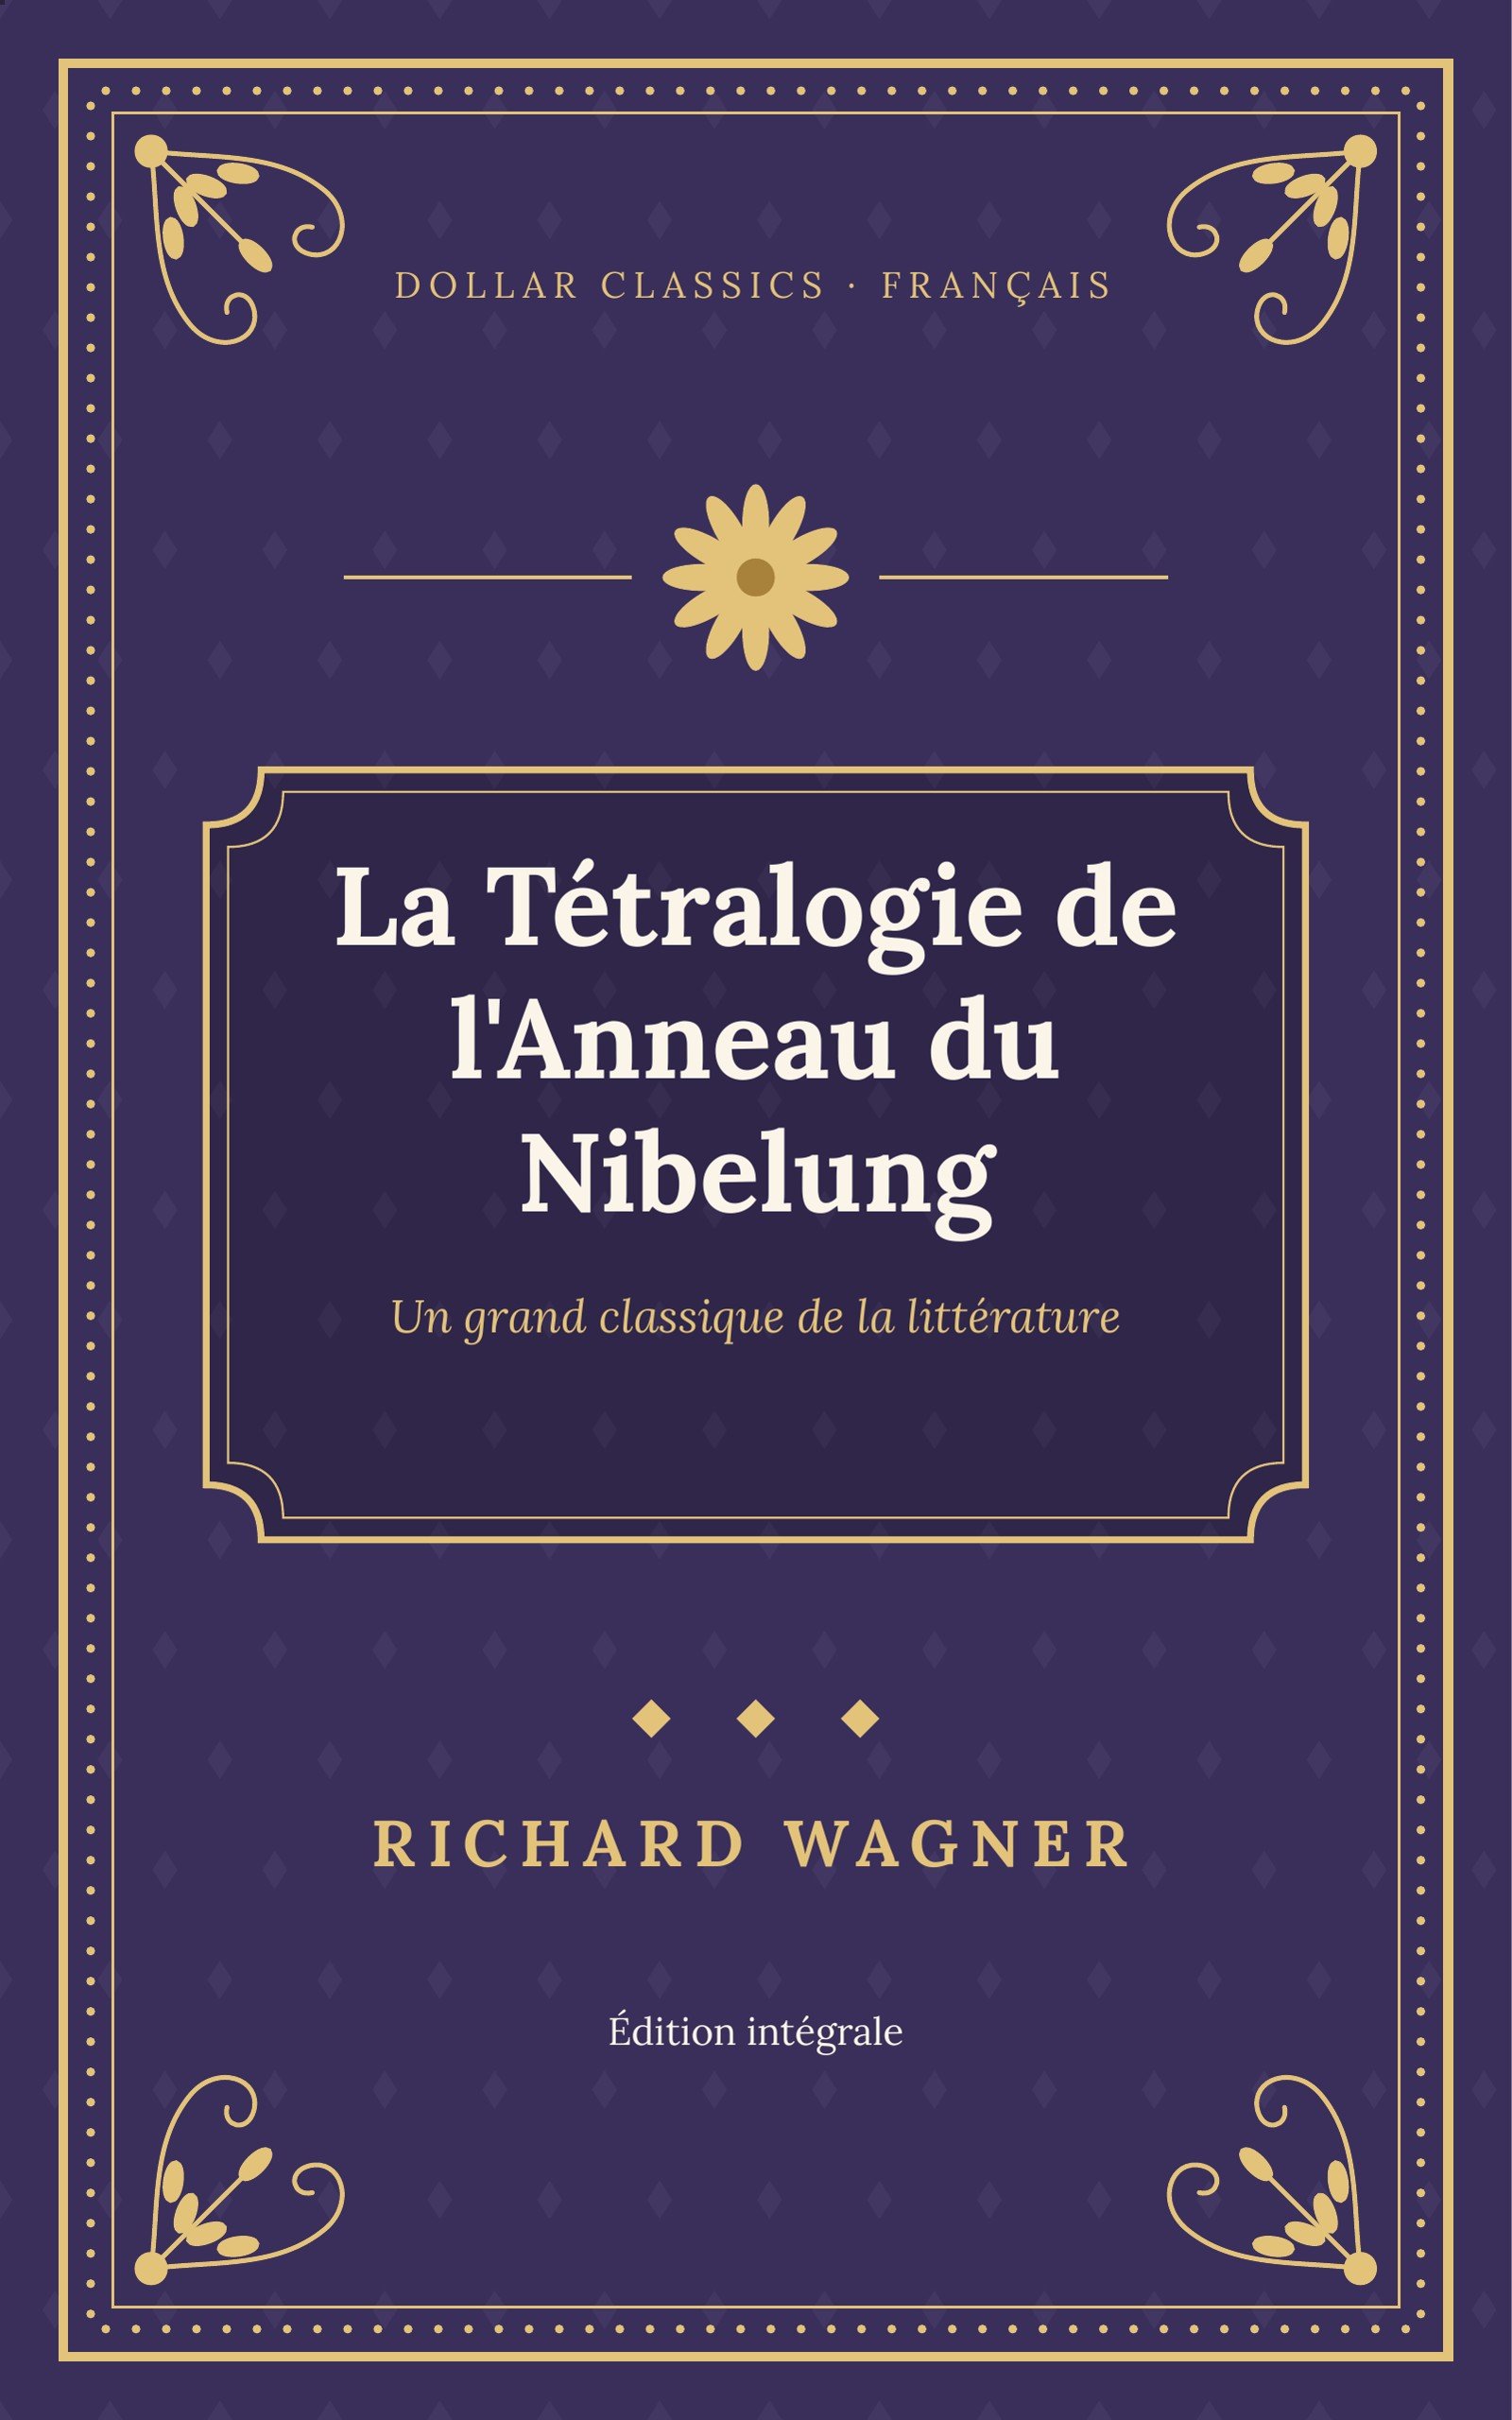 DOLLAR CLASSICS · FRANÇAIS
La Tétralogie de
l'Anneau du
Nibelung
Un grand classique de la littérature
RICHARD WAGNER
Édition intégrale